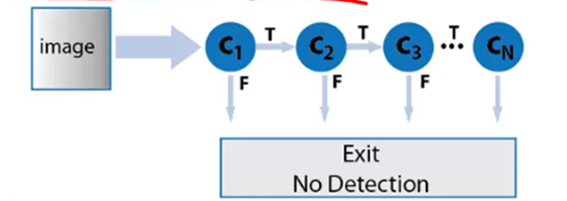 image
C1 T C2 T C3 T ... CN
F F F
Exit
No Detection